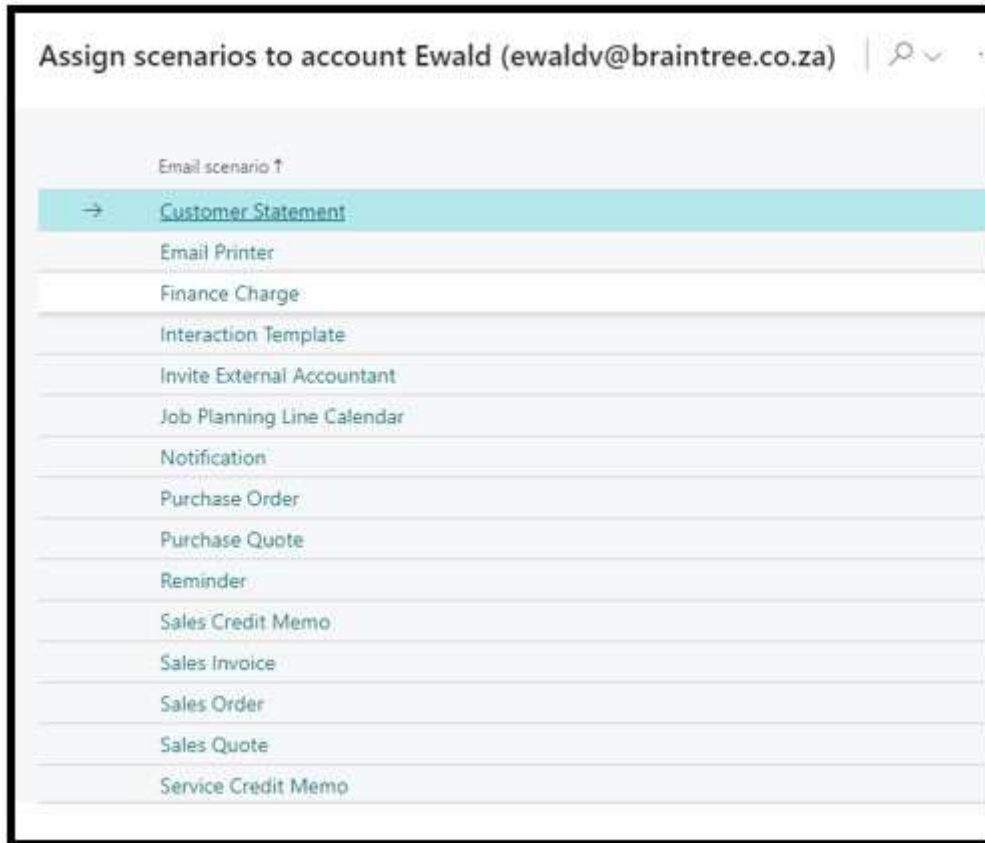 Assign scenarios to account Ewald (ewaldv@braintree.co.za)
Email scenario ↑
→ Customer Statement
Email Printer
Finance Charge
Interaction Template
Invite External Accountant
Job Planning Line Calendar
Notification
Purchase Order
Purchase Quote
Reminder
Sales Credit Memo
Sales Invoice
Sales Order
Sales Quote
Service Credit Memo